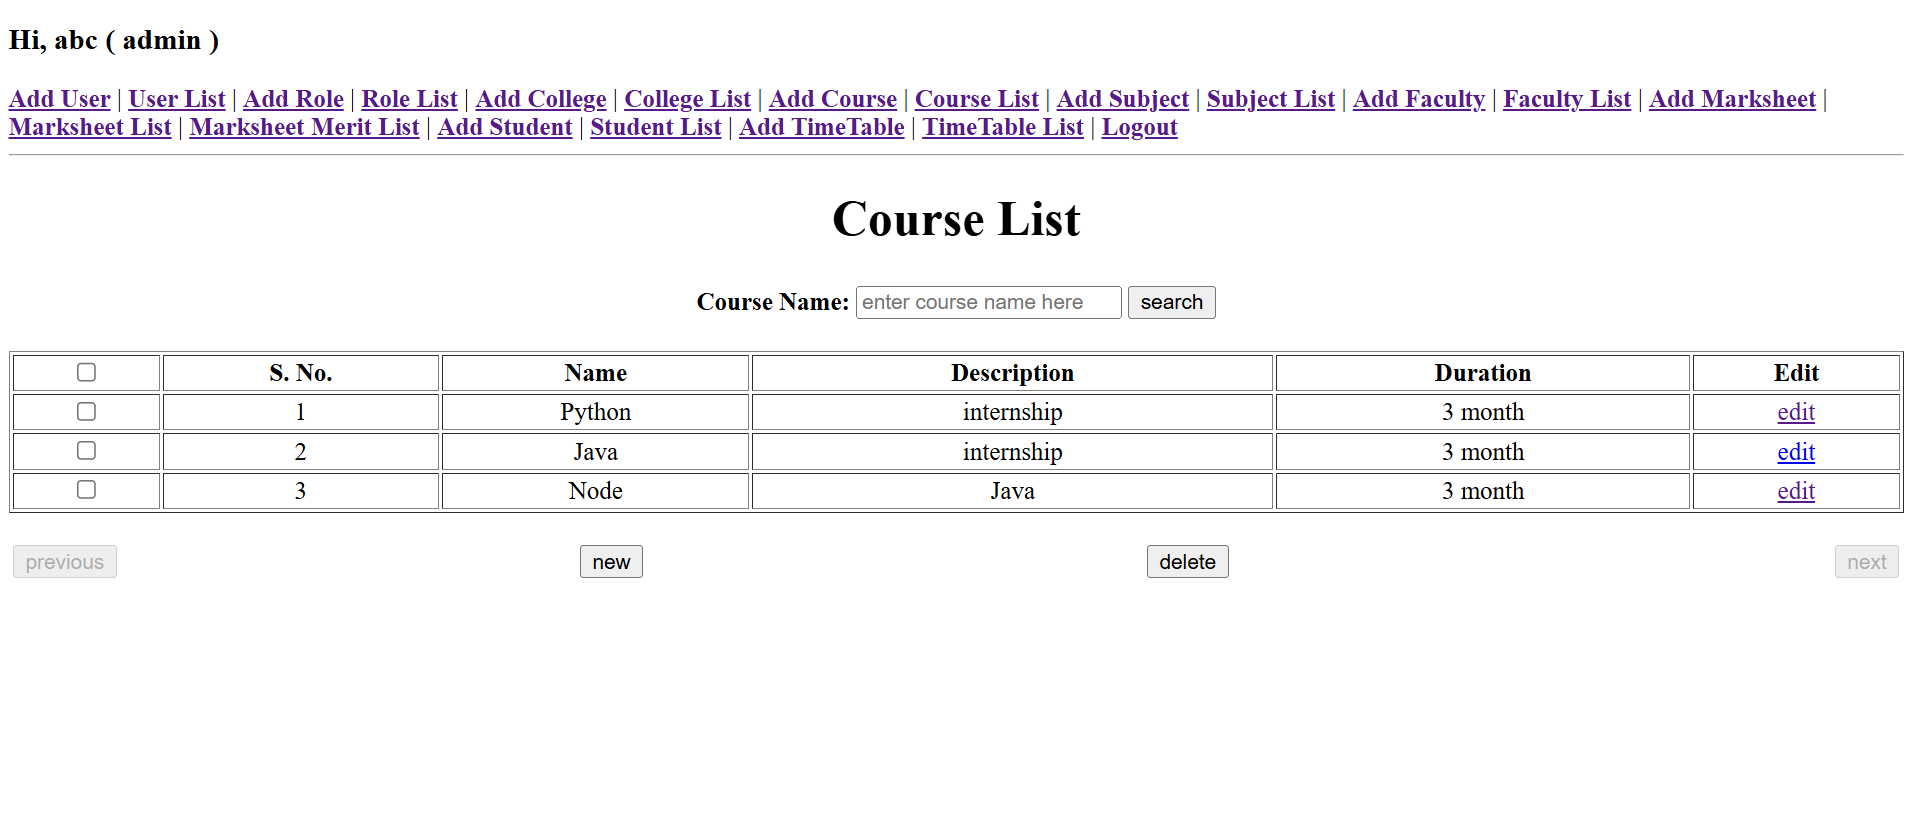 Hi, abc ( admin )
Add User | User List | Add Role | Role List | Add College | College List | Add Course | Course List | Add Subject | Subject List | Add Faculty | Faculty List | Add Marksheet |
Marksheet List | Marksheet Merit List | Add Student | Student List | Add TimeTable | TimeTable List | Logout
Course List
Course Name: enter course name here search
S. No. Name Description Duration Edit
1 Python internship 3 month edit
2 Java internship 3 month edit
3 Node Java 3 month edit
previous new delete next